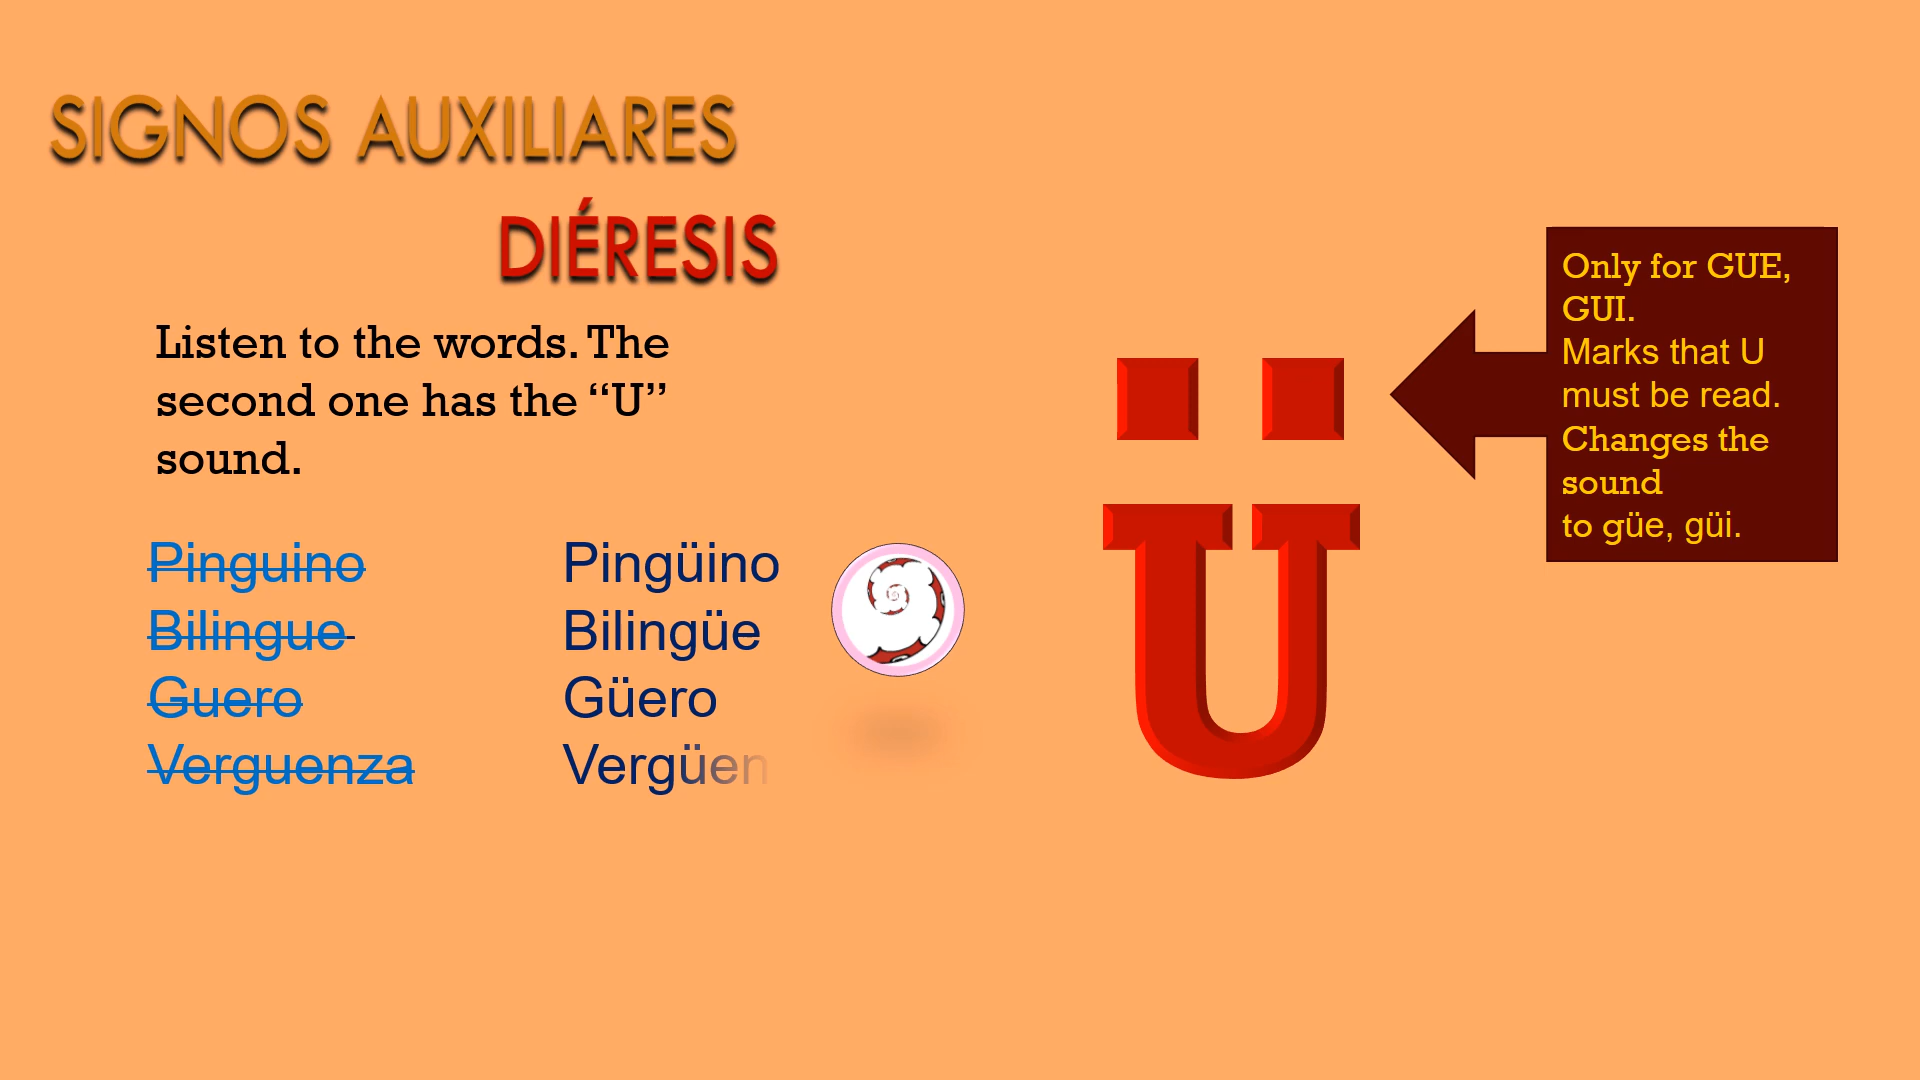 SIGNOS AUXILIARES
DIÉRESIS
Listen to the words. The
second one has the “U”
sound.
Pinguino
Bilingue
Guero
Verguenza
Pingüino
Bilingüe
Güero
Vergüen
ü
Only for GUE,
GUI.
Marks that U
must be read.
Changes the
sound
to güe, güi.